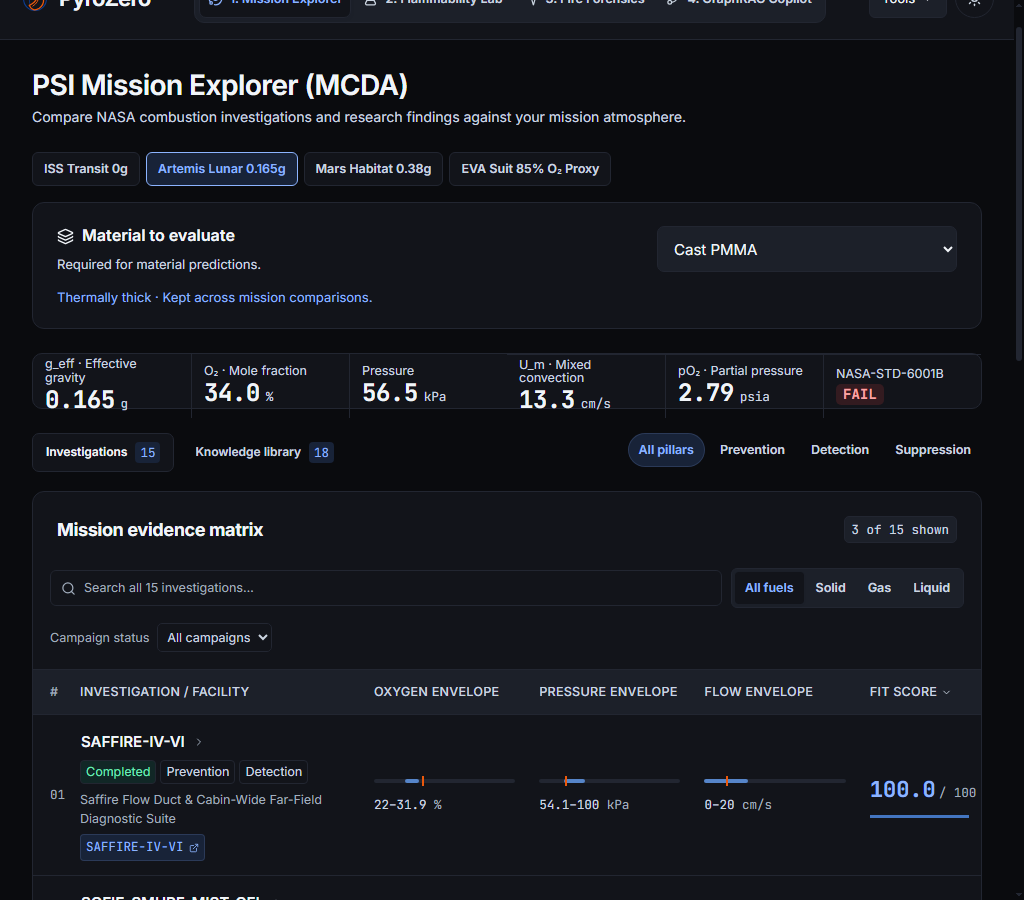 PyroZero
1. Mission Explorer
2. Flammability Lab
3. Fire Forensics
4. GraphRAG Copilot
Tools
PSI Mission Explorer (MCDA)
Compare NASA combustion investigations and research findings against your mission atmosphere.
ISS Transit 0g
Artemis Lunar 0.165g
Mars Habitat 0.38g
EVA Suit 85% O₂ Proxy
Material to evaluate
Required for material predictions.
Thermally thick · Kept across mission comparisons.
Cast PMMA
g_eff · Effective gravity
0.165 g
O₂ · Mole fraction
34.0 %
Pressure
56.5 kPa
U_m · Mixed convection
13.3 cm/s
pO₂ · Partial pressure
2.79 psia
NASA-STD-6001B
FAIL
Investigations 15
Knowledge library 18
All pillars
Prevention
Detection
Suppression
Mission evidence matrix
3 of 15 shown
Search all 15 investigations...
All fuels
Solid
Gas
Liquid
Campaign status
All campaigns
# INVESTIGATION / FACILITY OXYGEN ENVELOPE PRESSURE ENVELOPE FLOW ENVELOPE FIT SCORE
01
SAFFIRE-IV-VI
Completed Prevention Detection
Saffire Flow Duct & Cabin-Wide Far-Field
Diagnostic Suite
SAFFIRE-IV-VI
22–31.9 %
54.1–100 kPa
0–20 cm/s
100.0 / 100